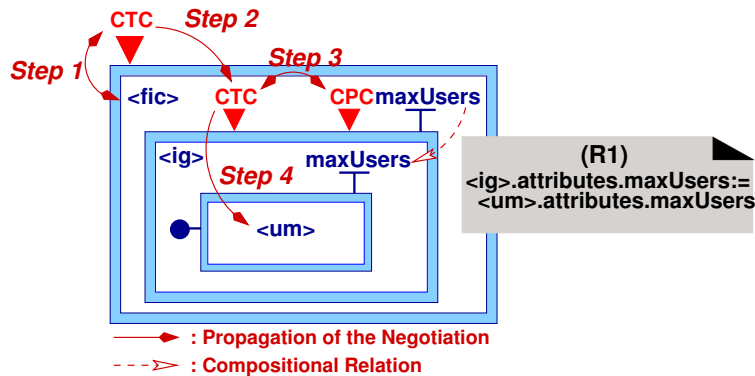 CTC
Step 2
Step 1
Step 3
<fic>
CTC
CPC
maxUsers
<ig>
maxUsers
(R1)
<ig>.attributes.maxUsers:=
<um>.attributes.maxUsers
Step 4
<um>
: Propagation of the Negotiation
: Compositional Relation